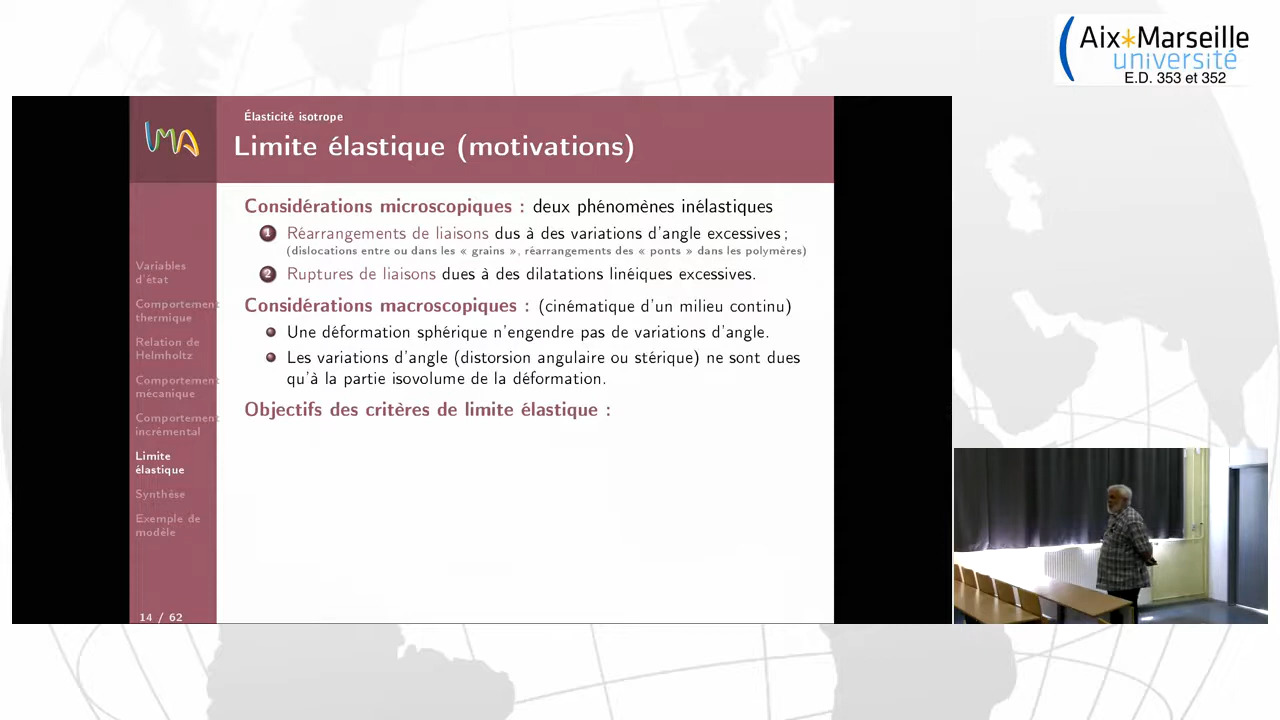 Aix*Marseille
université
E.D. 353 et 352
LMA
Élasticité isotrope
Limite élastique (motivations)
Considérations microscopiques : deux phénomènes inélastiques
1 Réarrangements de liaisons dus à des variations d'angle excessives ;
(dislocations entre ou dans les « grains », réarrangements des « ponts » dans les polymères)
2 Ruptures de liaisons dues à des dilatations linéiques excessives.
Considérations macroscopiques : (cinématique d'un milieu continu)
Une déformation sphérique n'engendre pas de variations d'angle.
Les variations d'angle (distorsion angulaire ou stérique) ne sont dues
qu'à la partie isovolume de la déformation.
Objectifs des critères de limite élastique :
Variables
d'état
Comportement
thermique
Relation de
Helmholtz
Comportement
mécanique
Comportement
incrémental
Limite
élastique
Synthèse
Exemple de
modèle
14 / 62